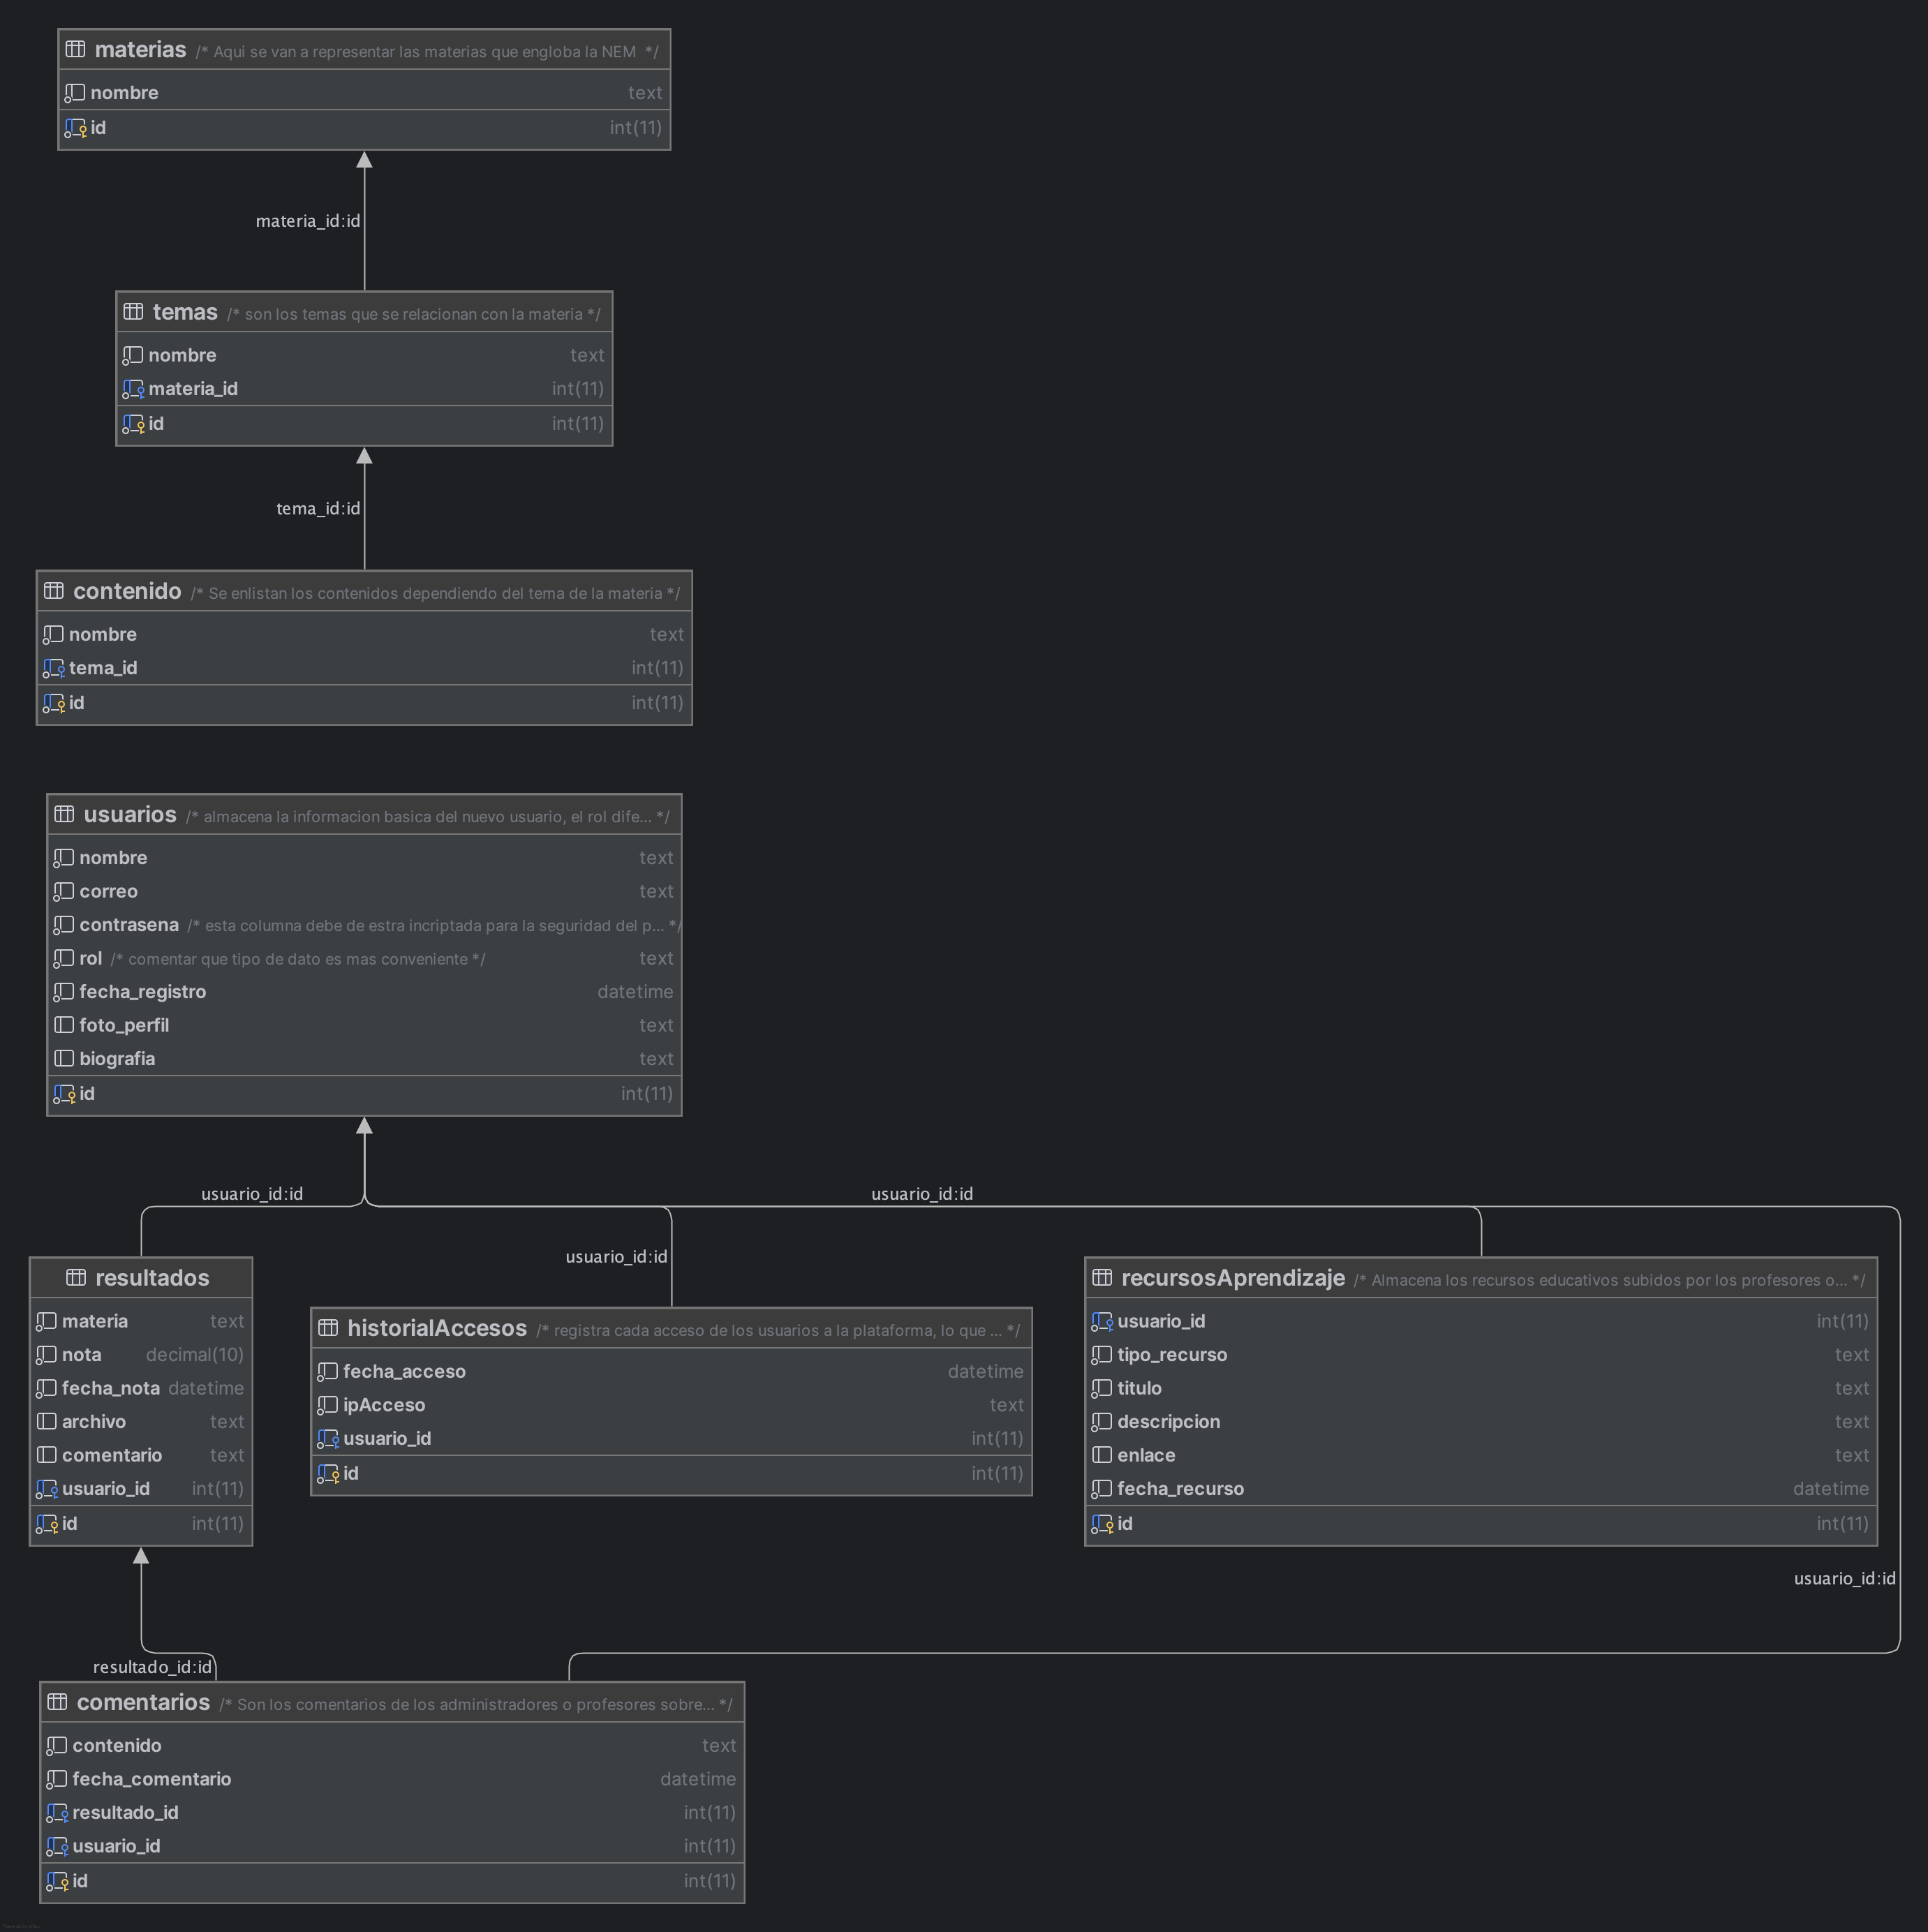 materias /* Aqui se van a representar las materias que engloba la NEM */
nombre text
id int(11)
materia_id:id
temas /* son los temas que se relacionan con la materia */
nombre text
materia_id int(11)
id int(11)
tema_id:id
contenido /* Se enlistan los contenidos dependiendo del tema de la materia */
nombre text
tema_id int(11)
id int(11)
usuarios /* almacena la informacion basica del nuevo usuario, el rol dife... */
nombre text
correo text
contrasena /* esta columna debe de estra incriptada para la seguridad del p... */
rol /* comentar que tipo de dato es mas conveniente */ text
fecha_registro datetime
foto_perfil text
biografia text
id int(11)
usuario_id:id
usuario_id:id
usuario_id:id
resultados
materia text
nota decimal(10)
fecha_nota datetime
archivo text
comentario text
usuario_id int(11)
id int(11)
historialAccesos /* registra cada acceso de los usuarios a la plataforma, lo que ... */
fecha_acceso datetime
ipAcceso text
usuario_id int(11)
id int(11)
recursosAprendizaje /* Almacena los recursos educativos subidos por los profesores o... */
usuario_id int(11)
tipo_recurso text
titulo text
descripcion text
enlace text
fecha_recurso datetime
id int(11)
usuario_id:id
resultado_id:id
comentarios /* Son los comentarios de los administradores o profesores sobre... */
contenido text
fecha_comentario datetime
resultado_id int(11)
usuario_id int(11)
id int(11)